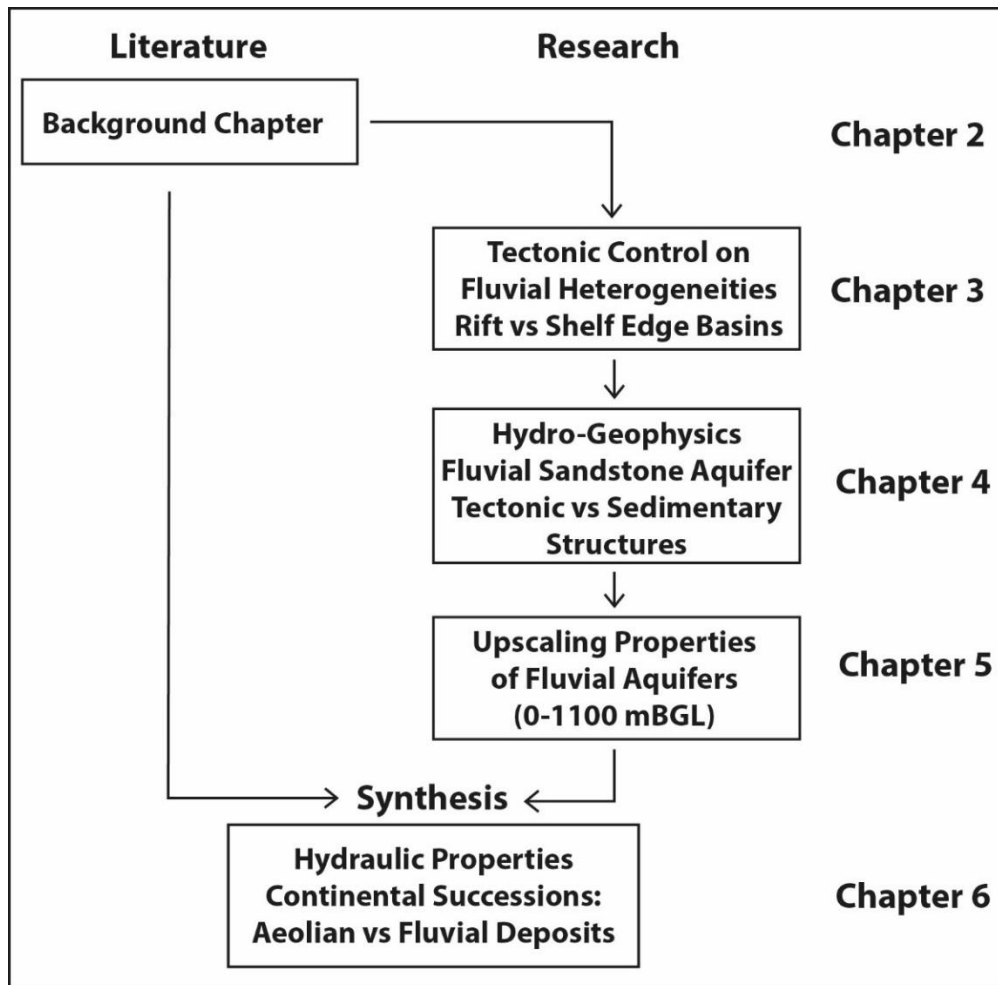 Literature
Research
Background Chapter
Chapter 2
Tectonic Control on
Fluvial Heterogeneities
Rift vs Shelf Edge Basins
Chapter 3
Hydro-Geophysics
Fluvial Sandstone Aquifer
Tectonic vs Sedimentary
Structures
Chapter 4
Upscaling Properties
of Fluvial Aquifers
(0-1100 mBGL)
Chapter 5
Synthesis
Hydraulic Properties
Continental Successions:
Aeolian vs Fluvial Deposits
Chapter 6